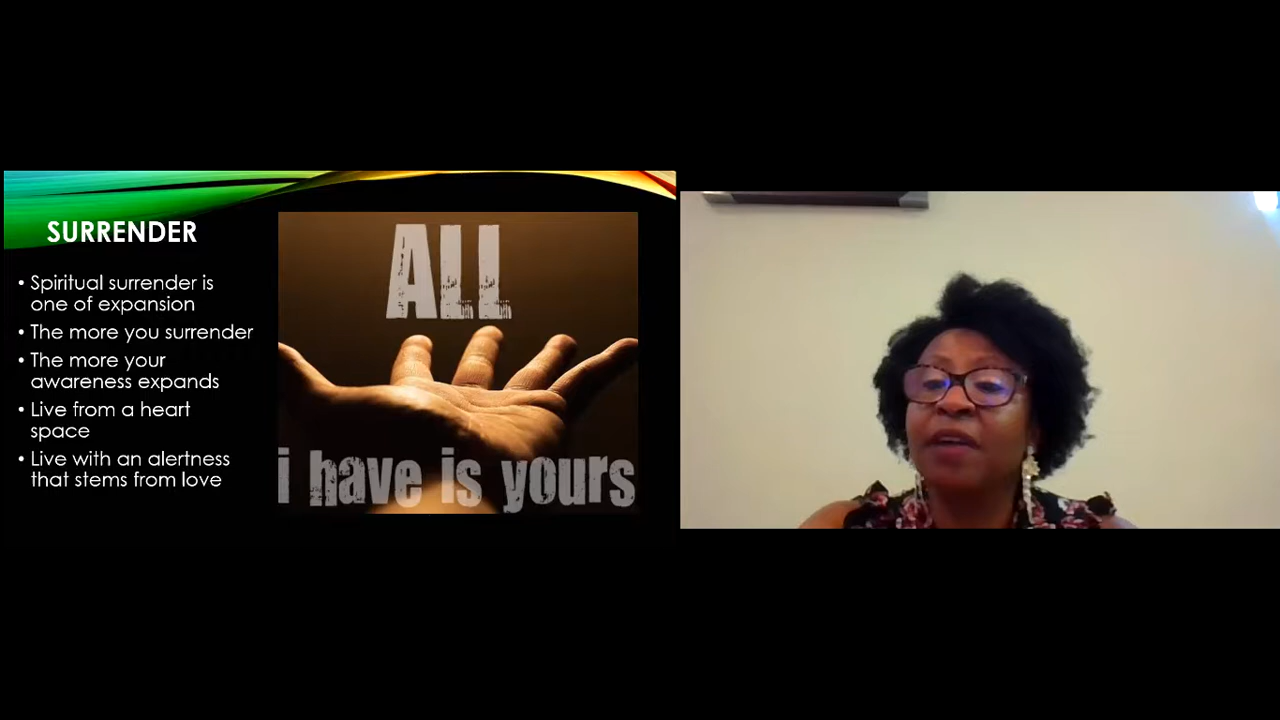 SURRENDER
• Spiritual surrender is
one of expansion
• The more you surrender
• The more your
awareness expands
• Live from a heart
space
• Live with an alertness
that stems from love
ALL
i have is yours